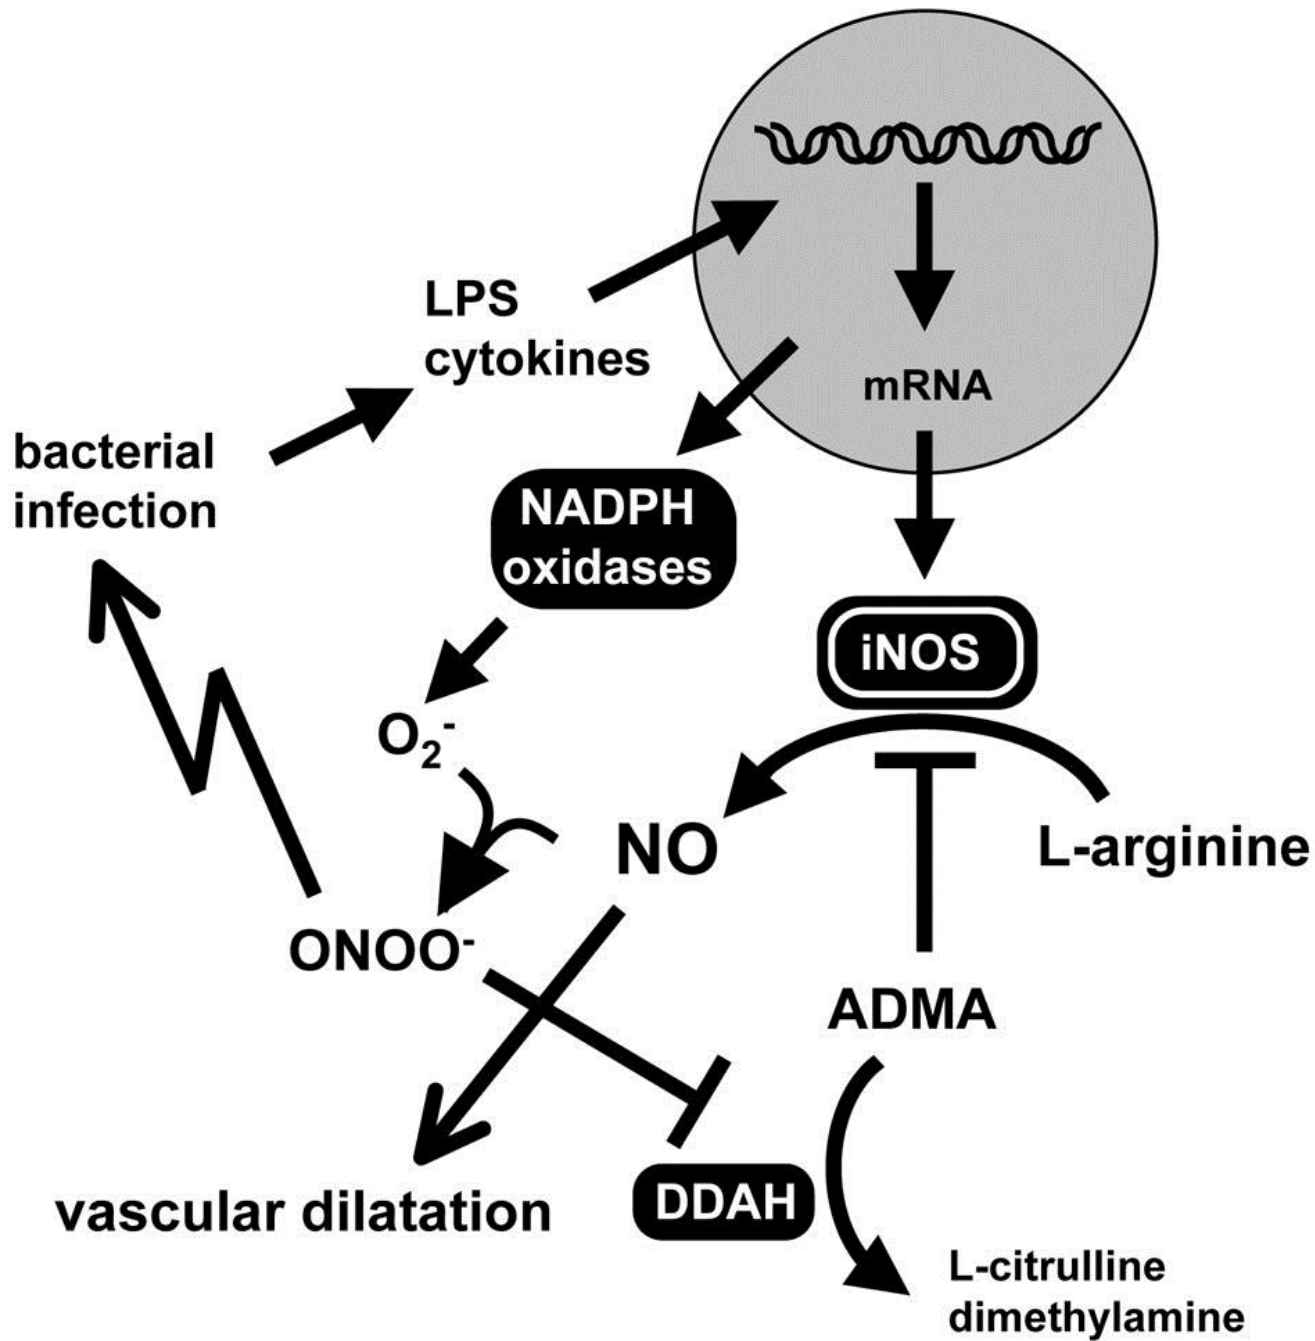 LPS
cytokines
mRNA
bacterial
infection
NADPH
oxidases
iNOS
O₂⁻
NO
L-arginine
ONOO⁻
ADMA
vascular dilatation
DDAH
L-citrulline
dimethylamine